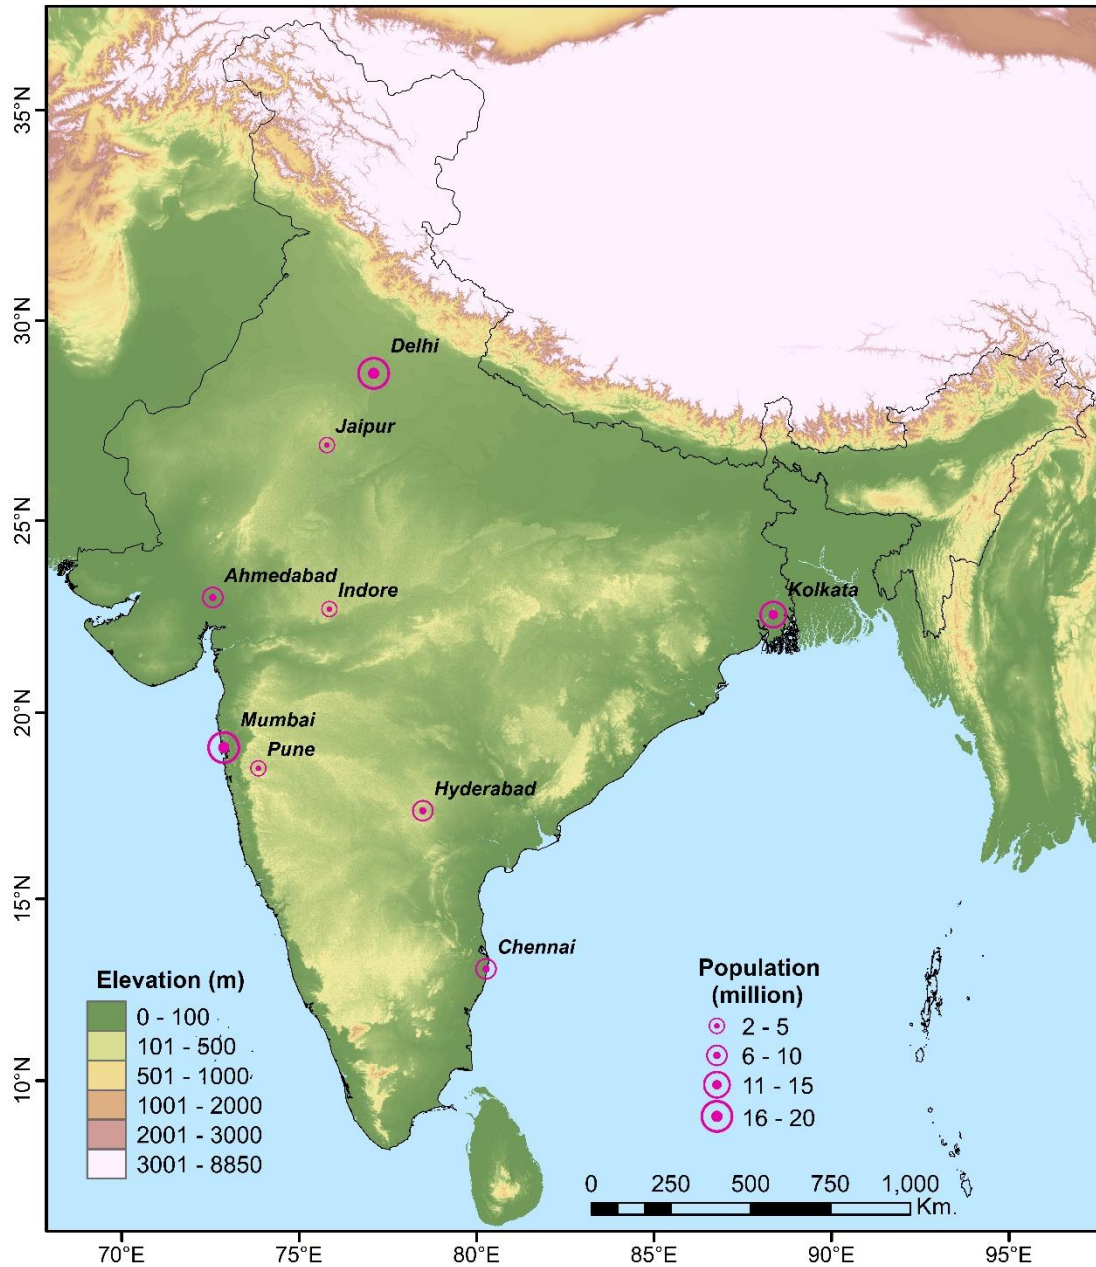 35°N
30°N
25°N
20°N
15°N
10°N
Delhi
Jaipur
Ahmedabad
Indore
Kolkata
Mumbai
Pune
Hyderabad
Chennai
Elevation (m)
0 - 100
101 - 500
501 - 1000
1001 - 2000
2001 - 3000
3001 - 8850
Population
(million)
2 - 5
6 - 10
11 - 15
16 - 20
0 250 500 750 1,000
Km.
70°E 75°E 80°E 85°E 90°E 95°E